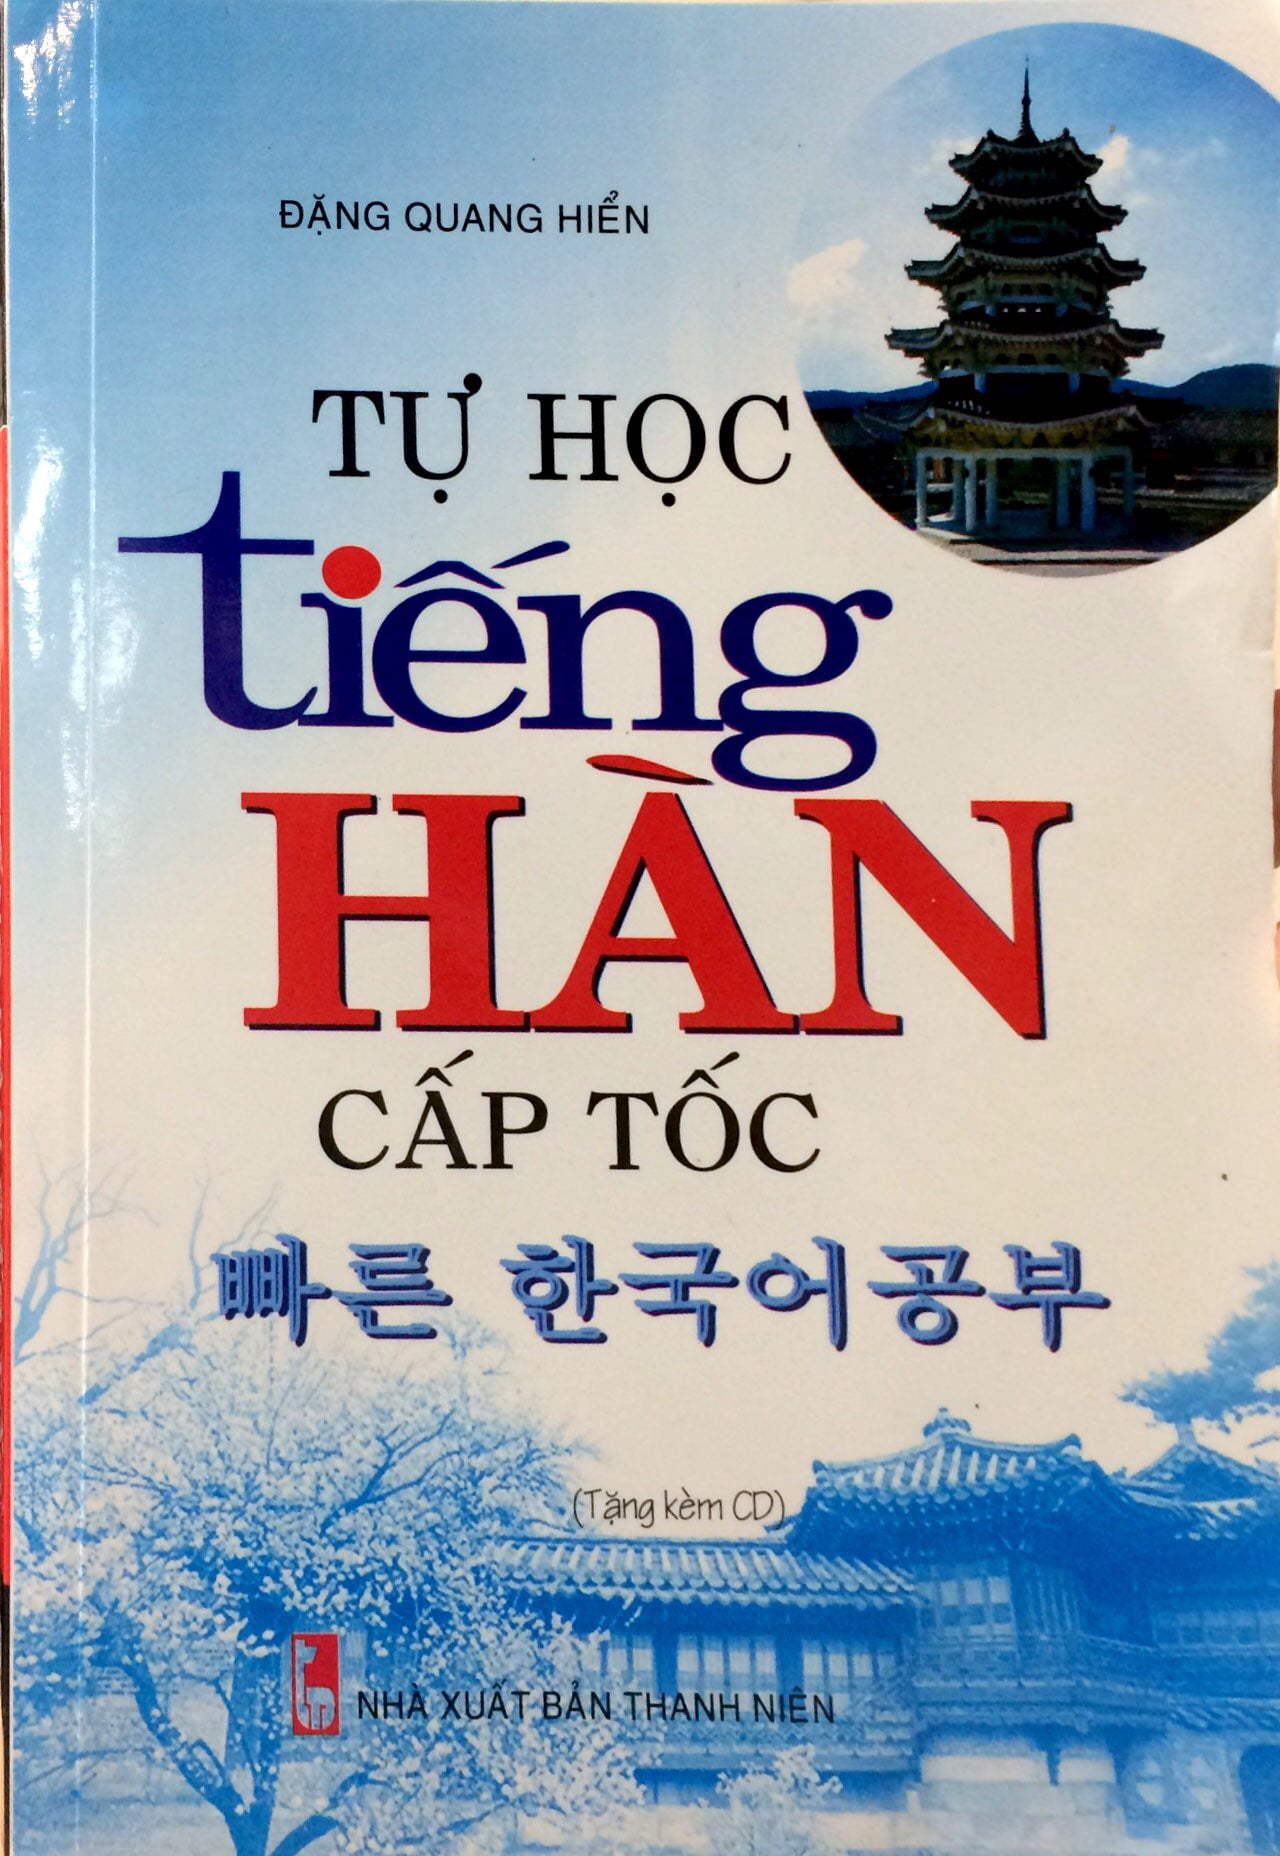 ĐẶNG QUANG HIỂN
TỰ HỌC
tiếng
HÀN
CẤP TỐC
빠른 한국어공부
(Tặng kèm CD)
NHÀ XUẤT BẢN THANH NIÊN